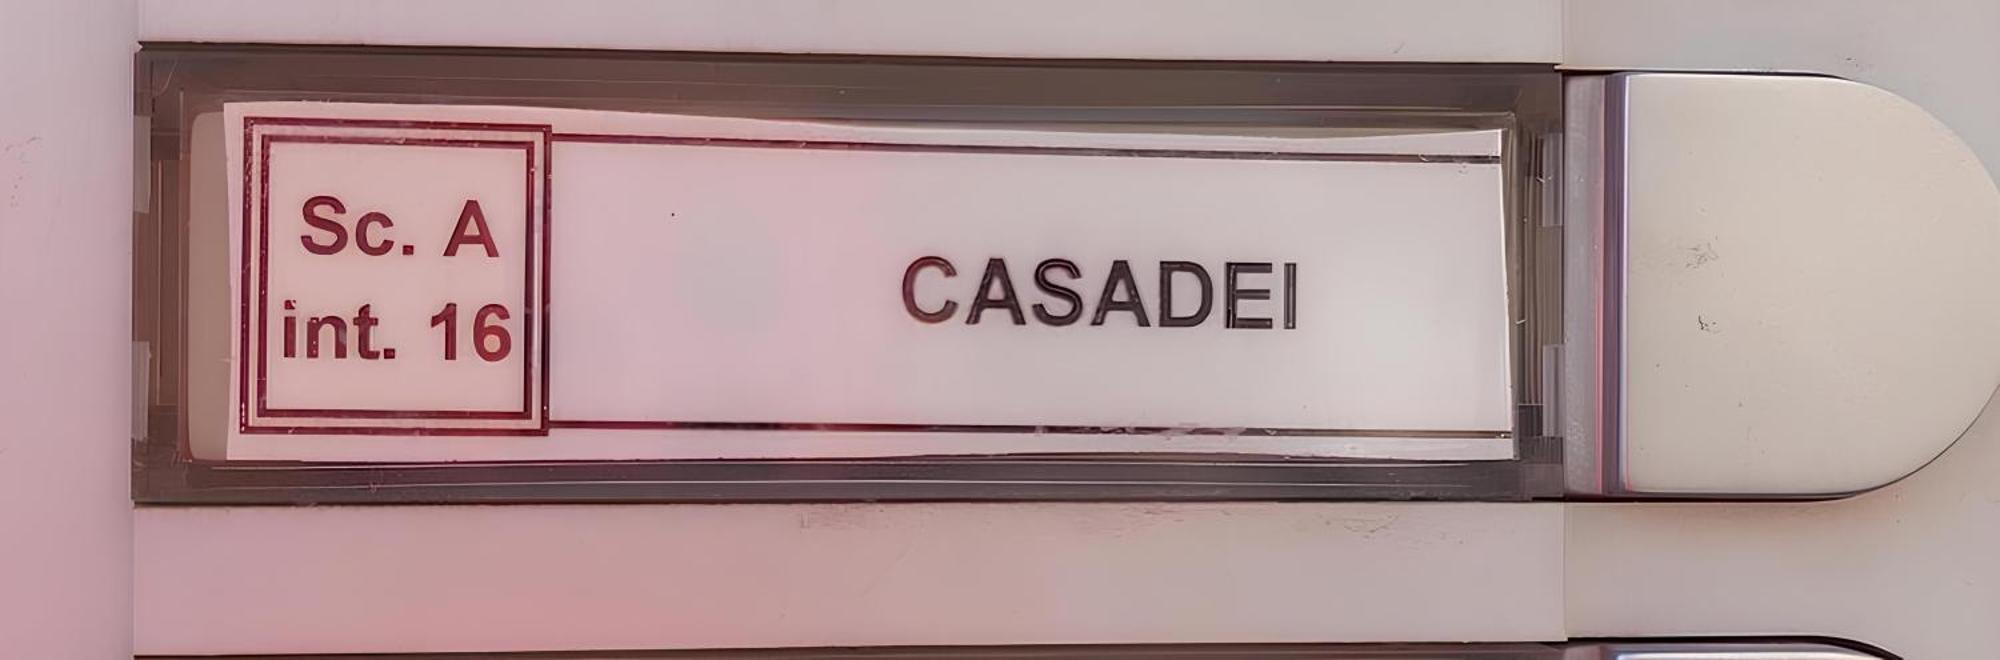 Sc. A
int. 16
CASADEI